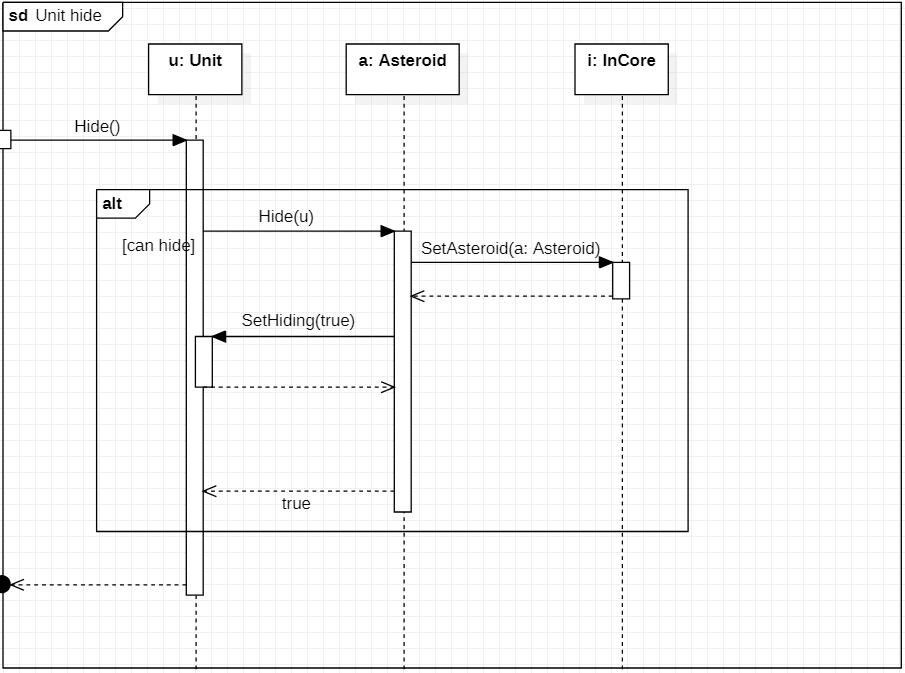 sd Unit hide
u: Unit
a: Asteroid
i: InCore
Hide()
alt
Hide(u)
[can hide]
SetAsteroid(a: Asteroid)
SetHiding(true)
true